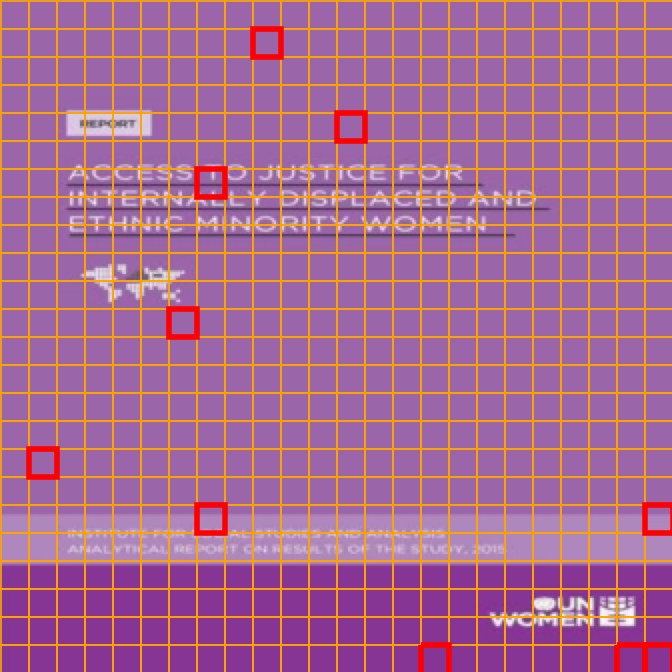 REPORT
ACCESS TO JUSTICE FOR
INTERNALLY DISPLACED AND
ETHNIC MINORITY WOMEN
INSTITUTE FOR SOCIAL STUDIES AND ANALYSIS
ANALYTICAL REPORT ON RESULTS OF THE STUDY, 2015
UN
WOMEN